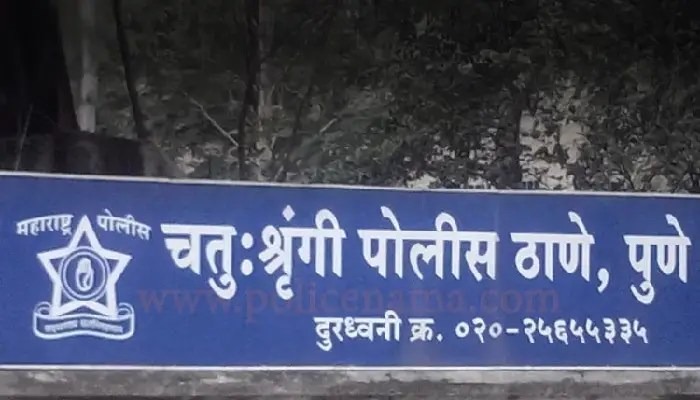 महाराष्ट्र पोलीस
चतुःश्रृंगी पोलीस ठाणे, पुणे
www.policenama.com
दुरध्वनी क्र. ०२०-२५६५५३३५